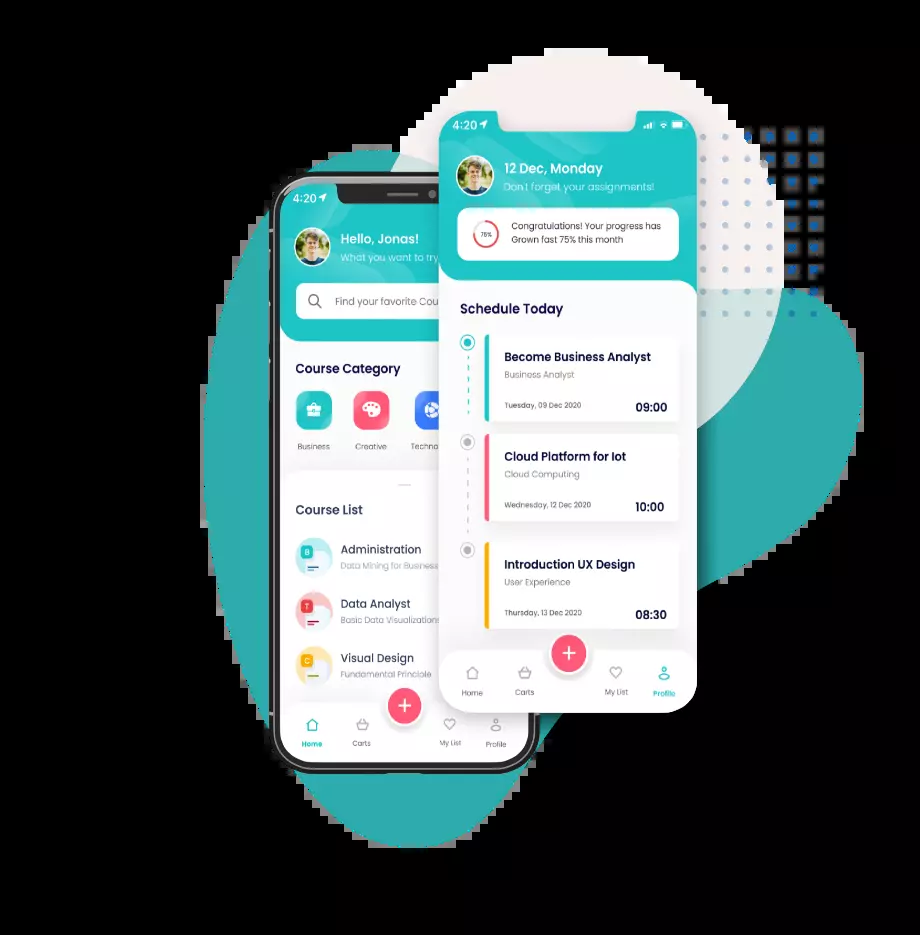 4:20
Hello, Jonas!
What you want to try
Find your favorite Cou
Course Category
Business
Creative
Techno
Course List
B
Administration
Data Mining for Business
T
Data Analyst
Basic Data Visualization
C
Visual Design
Fundamental Principle
Home
Carts
My List
Profile
4:20
12 Dec, Monday
Don't forget your assignments!
75%
Congratulations! Your progress has
Grown fast 75% this month
Schedule Today
Become Business Analyst
Business Analyst
Tuesday, 09 Dec 2020
09:00
Cloud Platform for Iot
Cloud Computing
Wednesday, 12 Dec 2020
10:00
Introduction UX Design
User Experience
Thursday, 13 Dec 2020
08:30
Home
Carts
My List
Profile